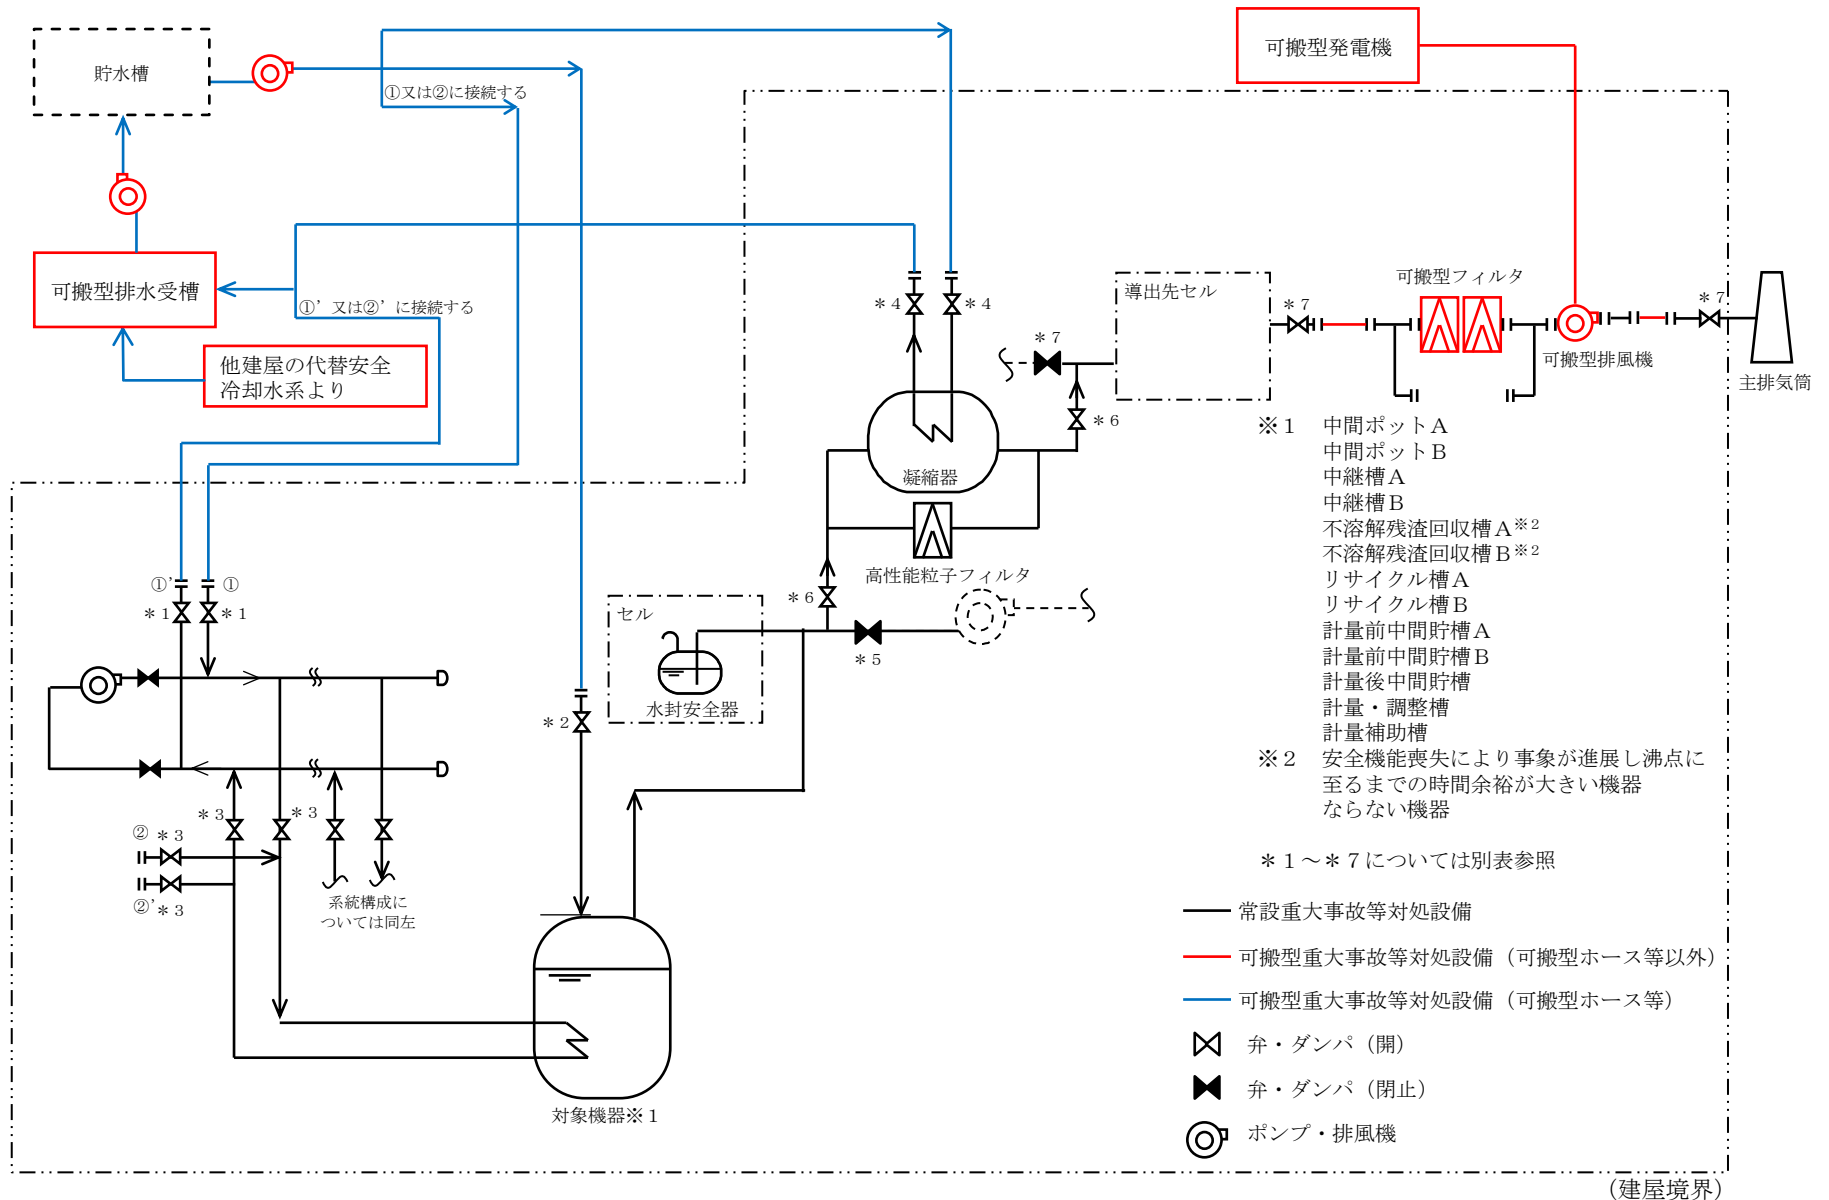 貯水槽
①又は②に接続する
可搬型発電機
可搬型排水受槽
①’又は②’に接続する
他建屋の代替安全
冷却水系より
＊４
＊４
導出先セル
＊７
＊７
可搬型フィルタ
可搬型排風機
＊７
主排気筒
＊６
凝縮器
高性能粒子フィルタ
＊６
＊５
セル
水封安全器
①’
①
＊１
＊１
＊２
＊３
＊３
② ＊３
②’＊３
系統構成に
ついては同左
対象機器※１
※１ 中間ポットＡ
中間ポットＢ
中継槽Ａ
中継槽Ｂ
不溶解残渣回収槽Ａ※２
不溶解残渣回収槽Ｂ※２
リサイクル槽Ａ
リサイクル槽Ｂ
計量前中間貯槽Ａ
計量前中間貯槽Ｂ
計量後中間貯槽
計量・調整槽
計量補助槽
※２ 安全機能喪失により事象が進展し沸点に
至るまでの時間余裕が大きい機器
ならない機器
＊１～＊７については別表参照
常設重大事故等対処設備
可搬型重大事故等対処設備（可搬型ホース等以外）
可搬型重大事故等対処設備（可搬型ホース等）
弁・ダンパ（開）
弁・ダンパ（閉止）
ポンプ・排風機
（建屋境界）